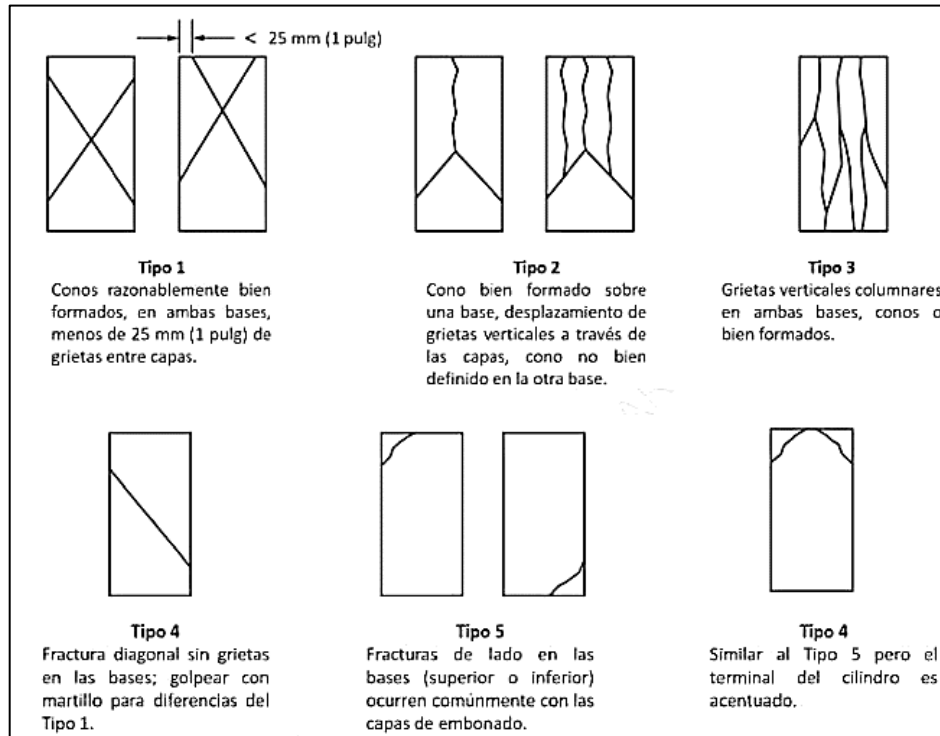 < 25 mm (1 pulg)
Tipo 1
Conos razonablemente bien
formados, en ambas bases,
menos de 25 mm (1 pulg) de
grietas entre capas.
Tipo 2
Cono bien formado sobre
una base, desplazamiento de
grietas verticales a través de
las capas, cono no bien
definido en la otra base.
Tipo 3
Grietas verticales columnares
en ambas bases, conos
bien formados.
Tipo 4
Fractura diagonal sin grietas
en las bases; golpear con
martillo para diferencias del
Tipo 1.
Tipo 5
Fracturas de lado en las
bases (superior o inferior)
ocurren comúnmente con las
capas de embonado.
Tipo 4
Similar al Tipo 5 pero el
terminal del cilindro es
acentuado.